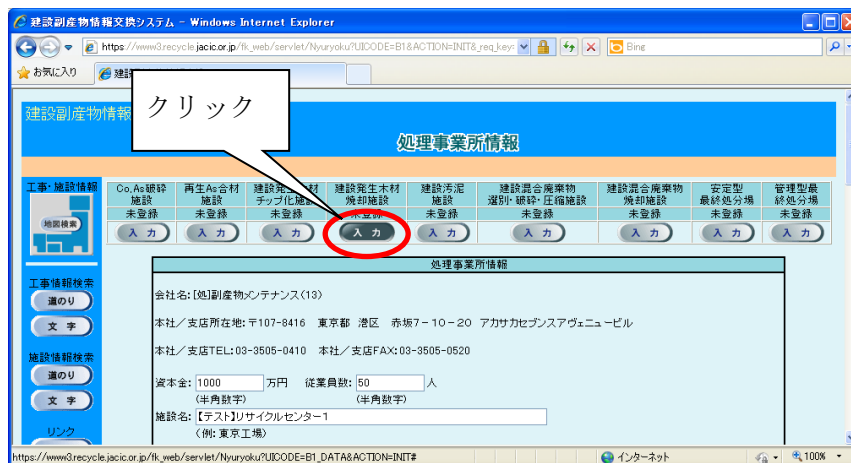 建設副産物情報交換システム - Windows Internet Explorer
https://www3.recycle.jacic.or.jp/fk_web/servlet/Nyuryoku?UICODE=B1&ACTION=INIT&_req_key=
Bing
お気に入り
建設
クリック
建設副産物情報
処理事業所情報
工事・施設情報
地図検索
Co,As破砕施設 再生As合材施設 建設発生木材チップ化施設 建設発生木材焼却施設 建設汚泥施設 建設混合廃棄物選別・破砕・圧縮施設 建設混合廃棄物焼却施設 安定型最終処分場 管理型最終処分場
未登録 未登録 未登録 未登録 未登録 未登録 未登録 未登録
入力 入力 入力 入力 入力 入力 入力 入力 入力
処理事業所情報
工事情報検索
道のり
文字
施設情報検索
道のり
文字
リンク
会社名:[処]副産物メンテナンス(13)
本社/支店所在地:〒107-8416 東京都 港区 赤坂7-10-20 アカサカセブンスアヴェニュービル
本社/支店TEL:03-3505-0410 本社/支店FAX:03-3505-0520
資本金: 1000 万円 従業員数: 50 人
(半角数字) (半角数字)
施設名: 【テスト】リサイクルセンター1
(例: 東京工場)
https://www3.recycle.jacic.or.jp/fk_web/servlet/Nyuryoku?UICODE=B1_DATA&ACTION=INIT#
インターネット
100%